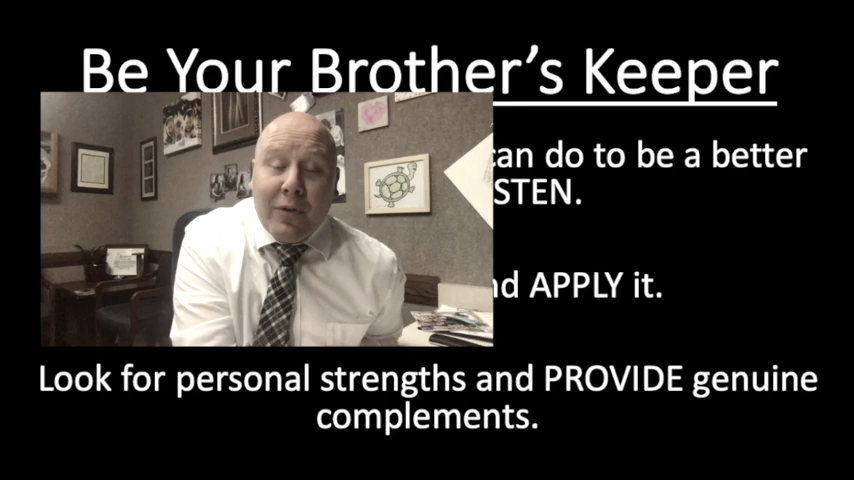 Be Your Brother's Keeper
can do to be a better
STEN.
nd APPLY it.
Look for personal strengths and PROVIDE genuine
complements.